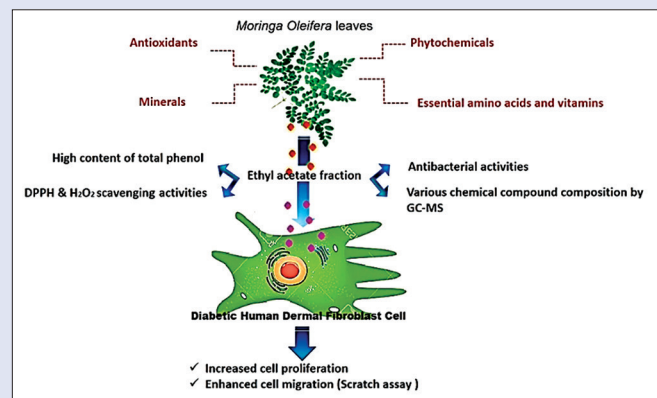 Moringa Oleifera leaves
Antioxidants
Phytochemicals
Minerals
Essential amino acids and vitamins
High content of total phenol
Ethyl acetate fraction
Antibacterial activities
DPPH & H₂O₂ scavenging activities
Various chemical compound composition by
GC-MS
Diabetic Human Dermal Fibroblast Cell
✓ Increased cell proliferation
✓ Enhanced cell migration (Scratch assay )